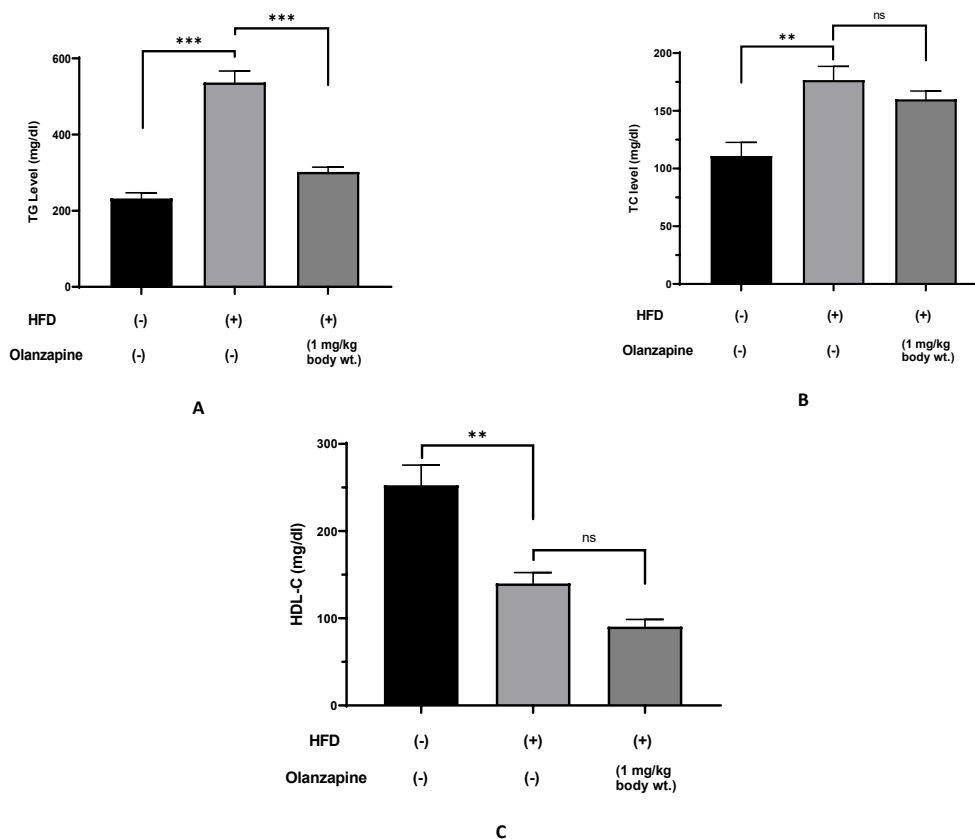 ***
***
600
400
200
0
TG Level (mg/dl)
HFD (-) (+) (+)
Olanzapine (-) (-) (1 mg/kg
body wt.)
A
ns
**
200
150
100
50
0
TC level (mg/dl)
HFD (-) (+) (+)
Olanzapine (-) (-) (1 mg/kg
body wt.)
B
**
ns
300
200
100
0
HDL-C (mg/dl)
HFD (-) (+) (+)
Olanzapine (-) (-) (1 mg/kg
body wt.)
C